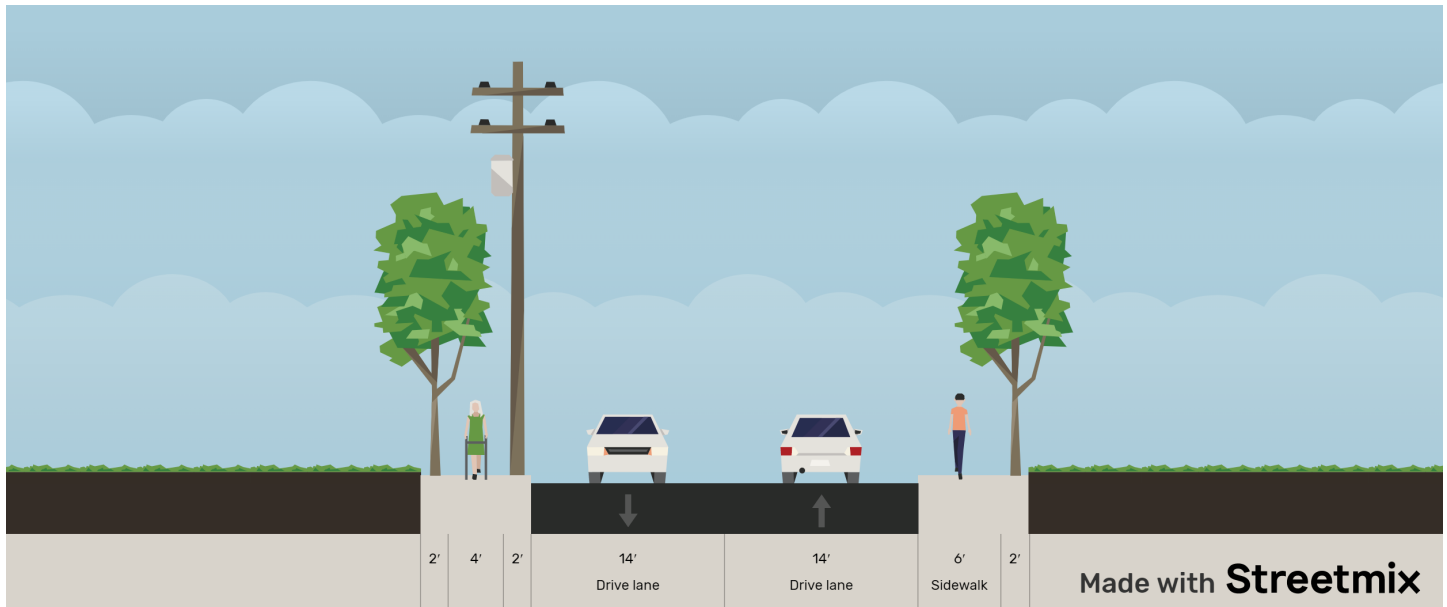 2′ 4′ 2′ 14′ 14′ 6′ 2′
Drive lane Drive lane Sidewalk
Made with Streetmix